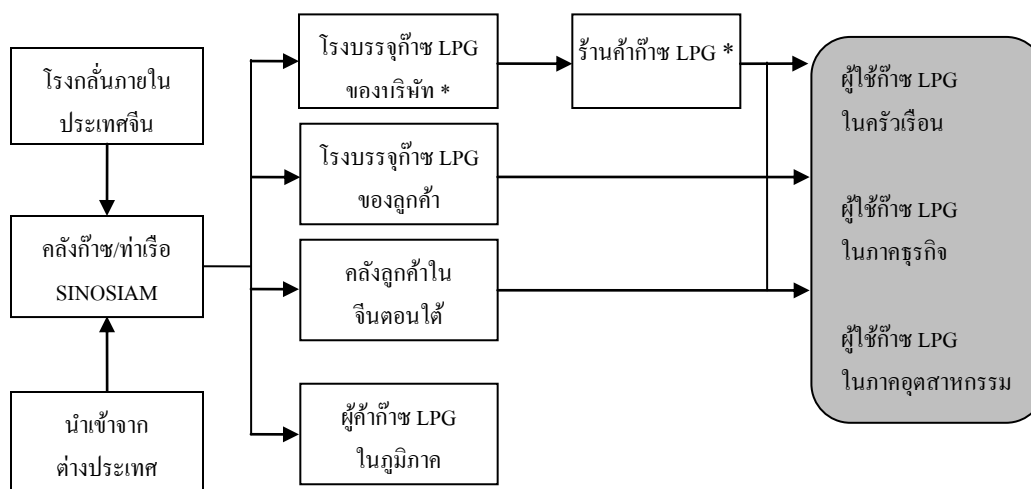 โรงกลั่นภายใน
ประเทศจีน
คลังก๊าซ/ท่าเรือ
SINOSIAM
นำเข้าจาก
ต่างประเทศ
โรงบรรจุก๊าซ LPG
ของบริษัท *
โรงบรรจุก๊าซ LPG
ของลูกค้า
คลังลูกค้าใน
จีนตอนใต้
ผู้ค้าก๊าซ LPG
ในภูมิภาค
ร้านค้าก๊าซ LPG *
ผู้ใช้ก๊าซ LPG
ในครัวเรือน
ผู้ใช้ก๊าซ LPG
ในภาคธุรกิจ
ผู้ใช้ก๊าซ LPG
ในภาคอุตสาหกรรม